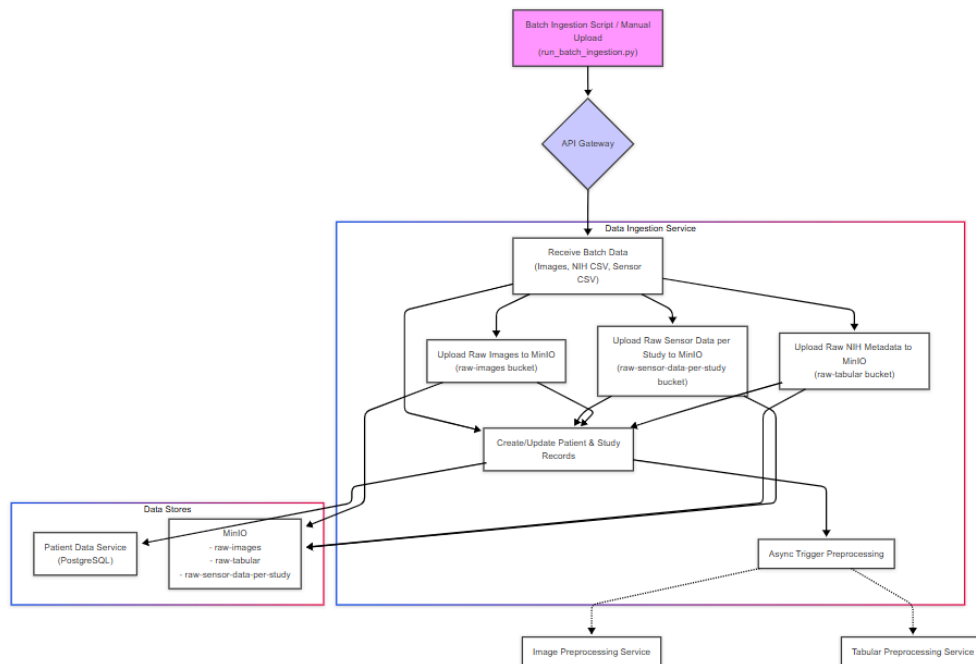 Batch Ingestion Script / Manual
Upload
(run_batch_ingestion.py)
API Gateway
Data Ingestion Service
Receive Batch Data
(Images, NIH CSV, Sensor
CSV)
Upload Raw Images to MinIO
(raw-images bucket)
Upload Raw Sensor Data per
Study to MinIO
(raw-sensor-data-per-study
bucket)
Upload Raw NIH Metadata to
MinIO
(raw-tabular bucket)
Create/Update Patient & Study
Records
Data Stores
Patient Data Service
(PostgreSQL)
MinIO
- raw-images
- raw-tabular
- raw-sensor-data-per-study
Async Trigger Preprocessing
Image Preprocessing Service
Tabular Preprocessing Service